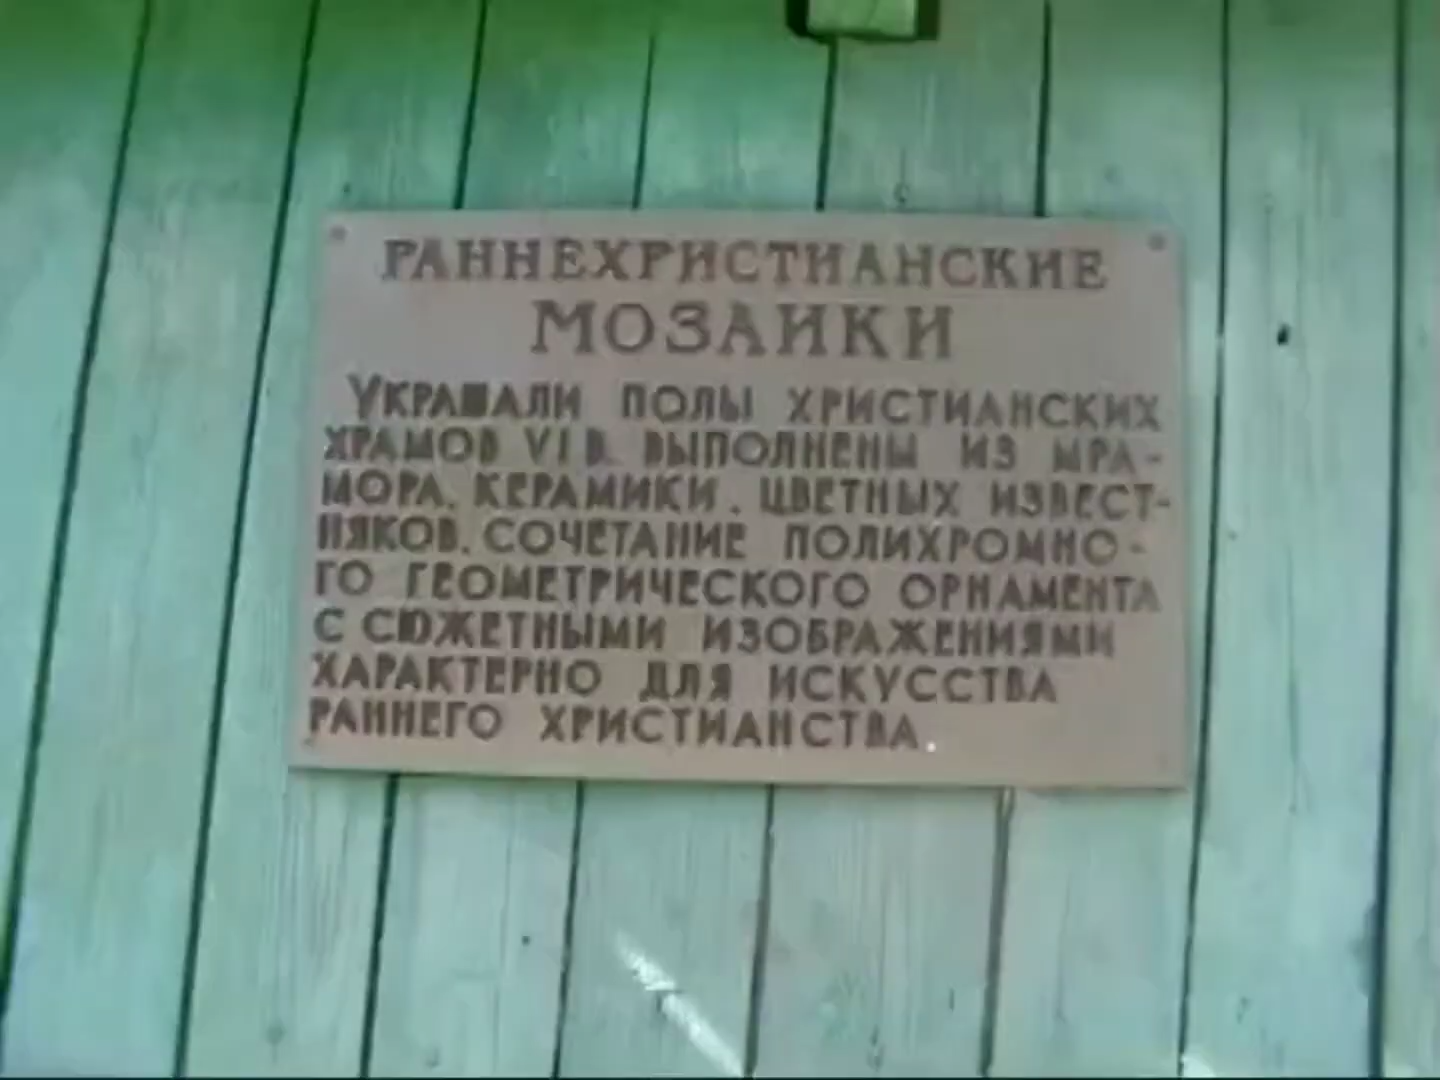 РАННЕХРИСТИАНСКИЕ
МОЗАИКИ
УКРАШАЛИ ПОЛЫ ХРИСТИАНСКИХ
ХРАМОВ VI В. ВЫПОЛНЕНЫ ИЗ МРА-
МОРА, КЕРАМИКИ, ЦВЕТНЫХ ИЗВЕСТ-
НЯКОВ. СОЧЕТАНИЕ ПОЛИХРОМНО-
ГО ГЕОМЕТРИЧЕСКОГО ОРНАМЕНТА
С СЮЖЕТНЫМИ ИЗОБРАЖЕНИЯМИ
ХАРАКТЕРНО ДЛЯ ИСКУССТВА
РАННЕГО ХРИСТИАНСТВА.